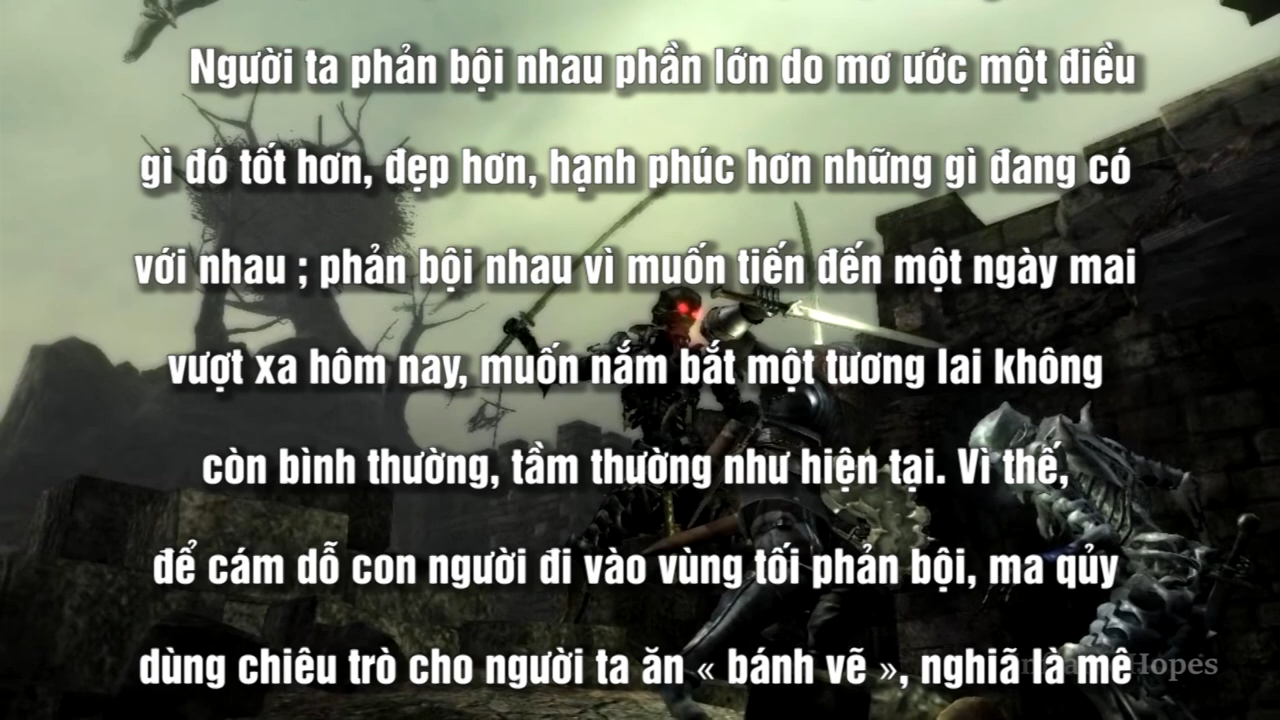 Người ta phản bội nhau phần lớn do mơ ước một điều
gì đó tốt hơn, đẹp hơn, hạnh phúc hơn những gì đang có
với nhau ; phản bội nhau vì muốn tiến đến một ngày mai
vượt xa hôm nay, muốn nắm bắt một tương lai không
còn bình thường, tầm thường như hiện tại. Vì thế,
để cám dỗ con người đi vào vùng tối phản bội, ma qủy
dùng chiêu trò cho người ta ăn « bánh vẽ », nghiã là mê
Hopes